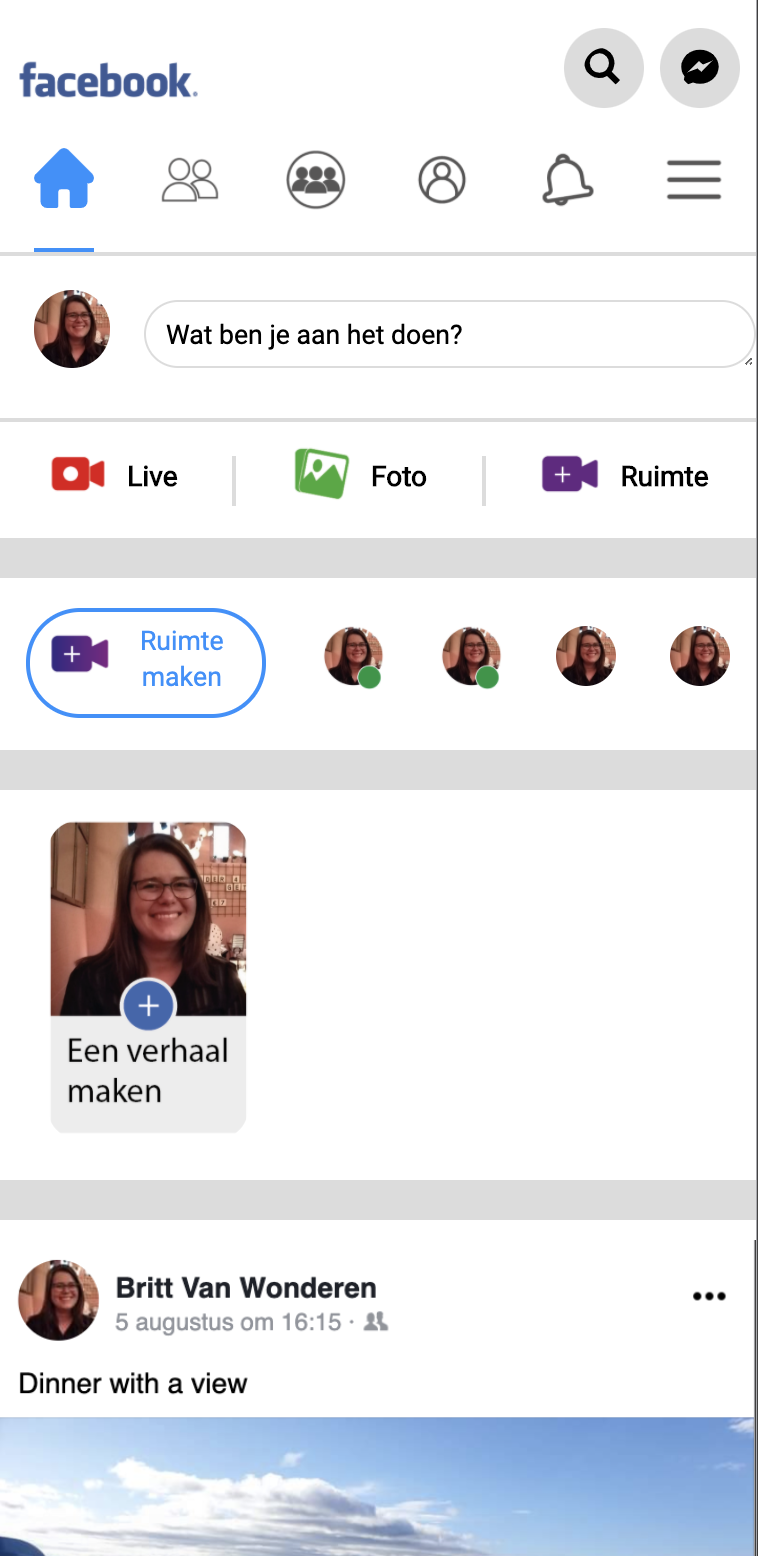 facebook.
Wat ben je aan het doen?
Live
Foto
Ruimte
Ruimte
maken
Een verhaal
maken
Britt Van Wonderen
5 augustus om 16:15 ·
Dinner with a view